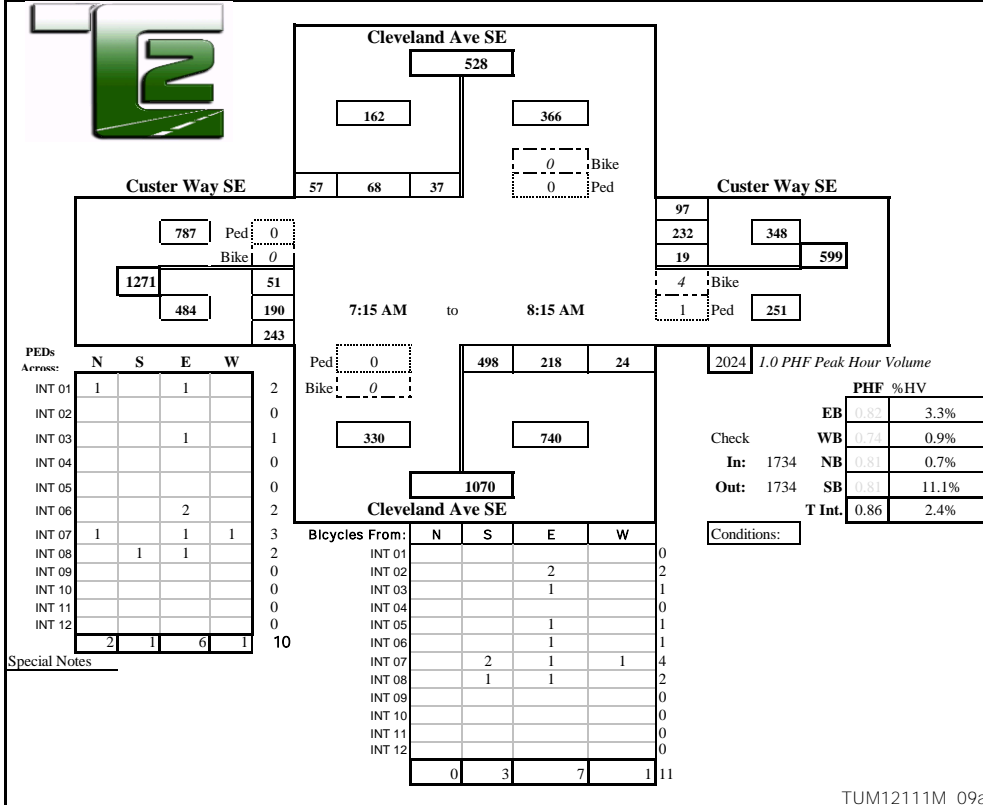 TC2
Cleveland Ave SE
528
162 366
0 Bike
0 Ped
Custer Way SE
57 68 37
Custer Way SE
97
787 Ped 0
232 348
Bike 0
19 599
1271 51
4 Bike
484 190
7:15 AM to 8:15 AM
1 Ped 251
243
Ped 0
498 218 24
2024 1.0 PHF Peak Hour Volume
Bike 0
330 740
1070
Cleveland Ave SE
PHF %HV
EB 0.82 3.3%
Check WB 0.74 0.9%
In: 1734 NB 0.81 0.7%
Out: 1734 SB 0.81 11.1%
T Int. 0.86 2.4%
Conditions:
PEDs
Across: N S E W
INT 01 1 1 2
INT 02 0
INT 03 1 1
INT 04 0
INT 05 0
INT 06 2 2
INT 07 1 1 1 3
INT 08 1 1 2
INT 09 0
INT 10 0
INT 11 0
INT 12 0
2 1 6 1 10
Special Notes
Bicycles From: N S E W
INT 01 0
INT 02 2 2
INT 03 1 1
INT 04 0
INT 05 1 1
INT 06 1 1
INT 07 2 1 1 4
INT 08 1 1 2
INT 09 0
INT 10 0
INT 11 0
INT 12 0
0 3 7 1 11
TUM12111M_09a